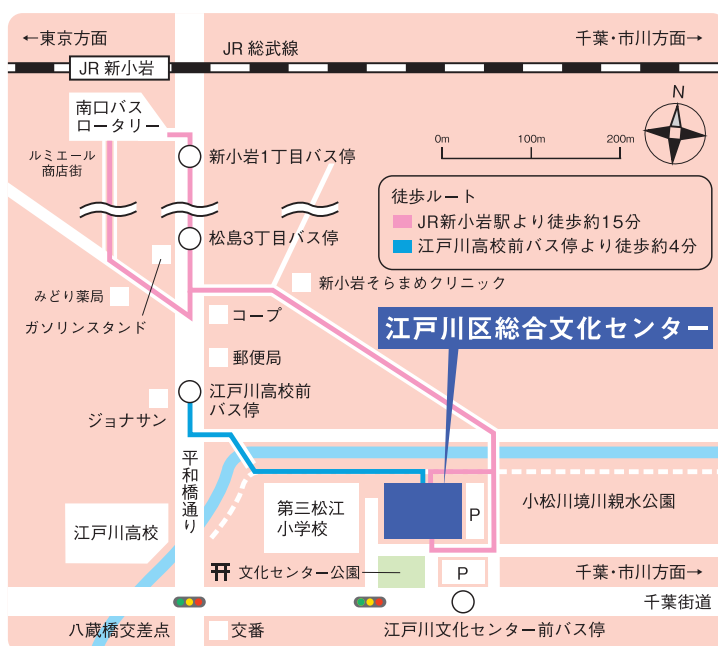 ←東京方面
JR 総武線
千葉・市川方面→
JR 新小岩
南口バス
ロータリー
N
0m
100m
200m
ルミエール
商店街
新小岩1丁目バス停
徒歩ルート
JR新小岩駅より徒歩約15分
江戸川高校前バス停より徒歩約4分
松島3丁目バス停
新小岩そらまめクリニック
みどり薬局
ガソリンスタンド
コープ
江戸川区総合文化センター
郵便局
江戸川高校前
バス停
ジョナサン
平和橋通り
小松川境川親水公園
第三松江
小学校
P
江戸川高校
文化センター公園
P
千葉・市川方面→
千葉街道
八蔵橋交差点
交番
江戸川文化センター前バス停